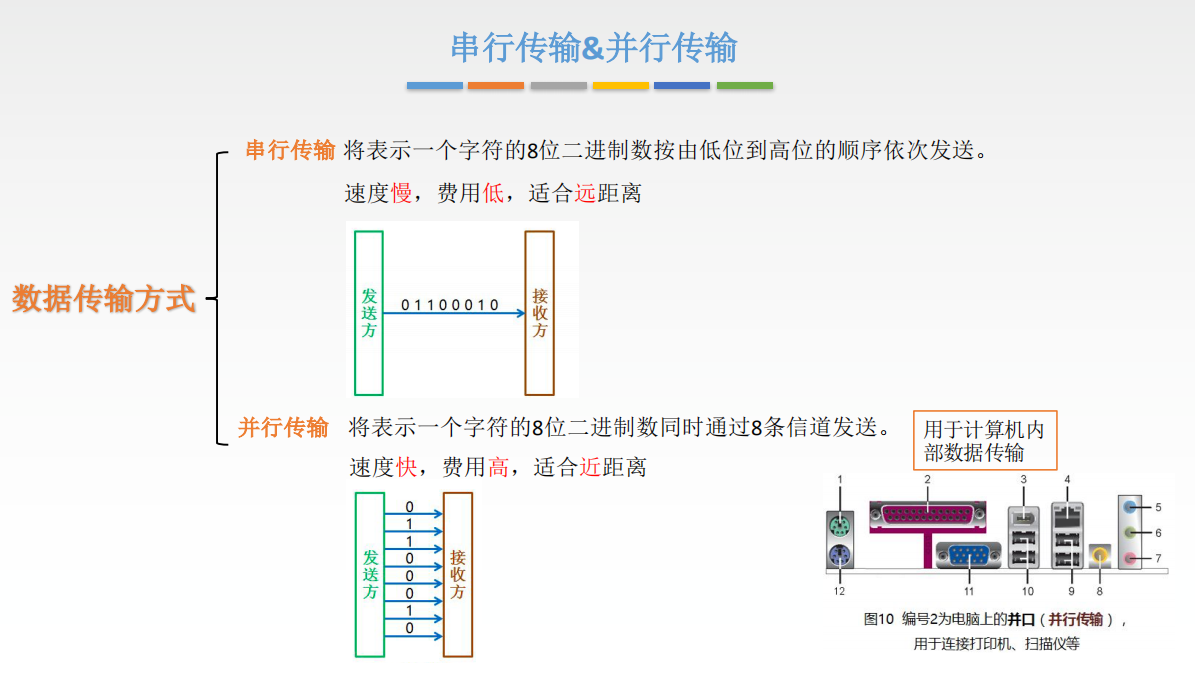 串行传输&并行传输
数据传输方式
串行传输 将表示一个字符的8位二进制数按由低位到高位的顺序依次发送。
速度慢，费用低，适合远距离
发送方
0 1 1 0 0 0 1 0
接收方
并行传输 将表示一个字符的8位二进制数同时通过8条信道发送。
速度快，费用高，适合近距离
发送方
0
1
1
0
0
0
1
0
接收方
用于计算机内
部数据传输
1 2 3 4
5
6
7
12 11 10 9 8
图10 编号2为电脑上的并口（并行传输），
用于连接打印机、扫描仪等